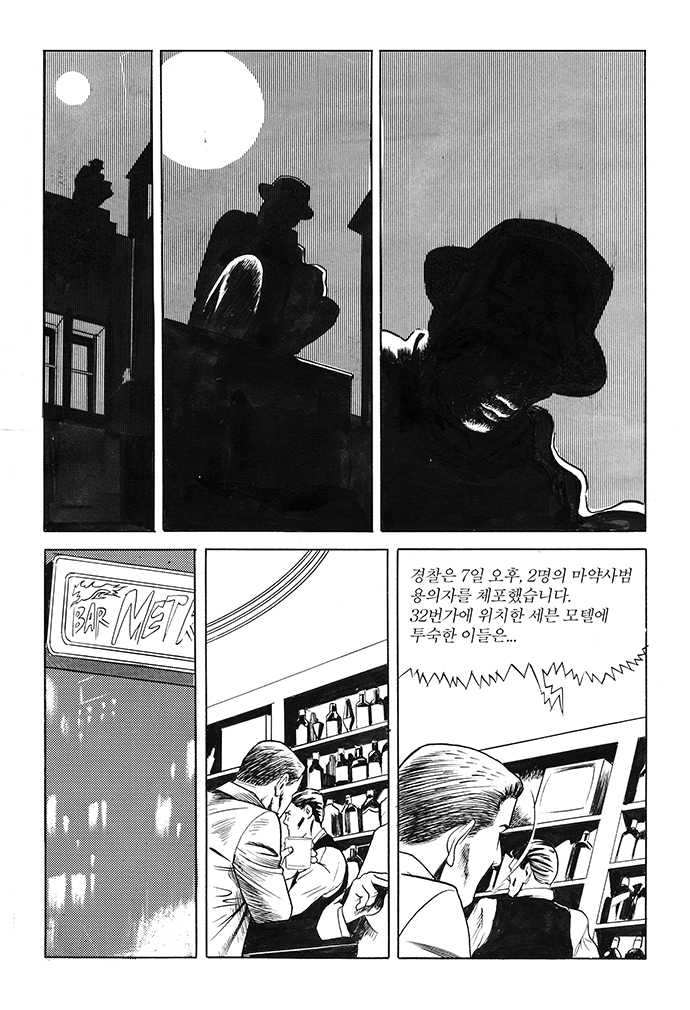 BAR METR
경찰은 7일 오후, 2명의 마약사범
용의자를 체포했습니다.
32번가에 위치한 세븐 모텔에
투숙한 이들은...